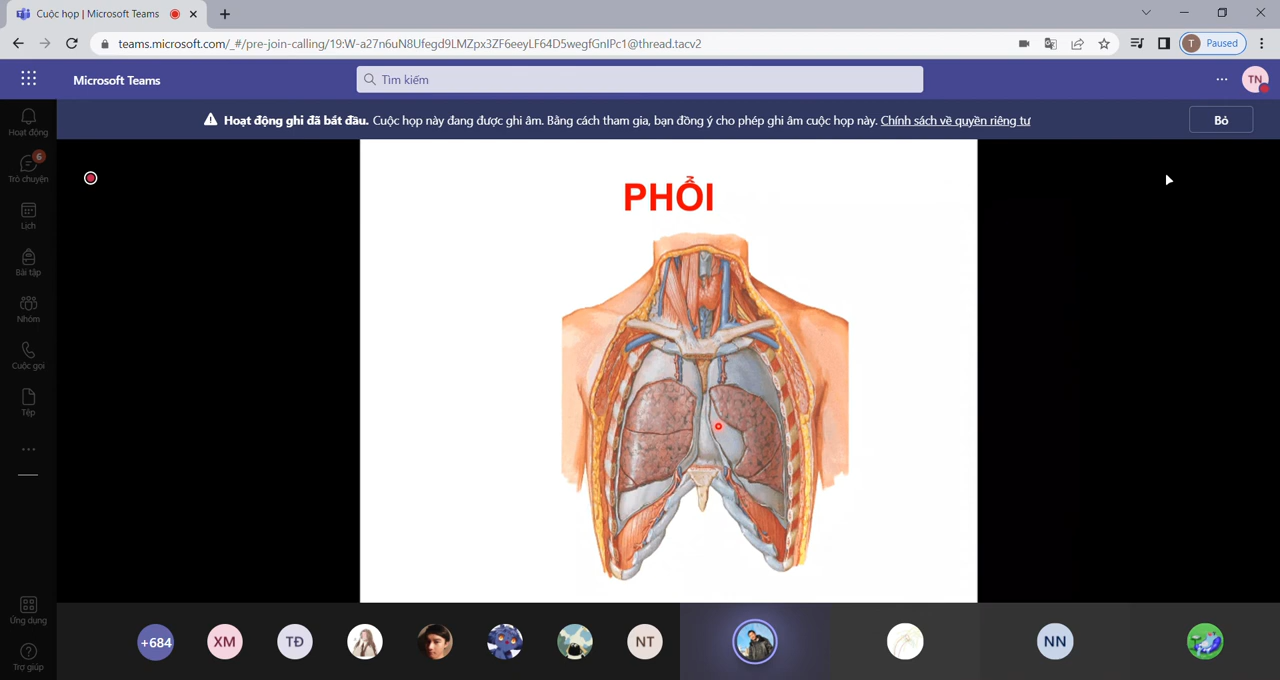 Cuộc họp | Microsoft Teams
teams.microsoft.com/_#/pre-join-calling/19:W-a27n6uN8Ufegd9LMZpx3ZF6eeyLF64D5wegfGnIPc1@thread.tacv2
T Paused
Microsoft Teams
Tìm kiếm
TN
Hoạt động ghi đã bắt đầu. Cuộc họp này đang được ghi âm. Bằng cách tham gia, bạn đồng ý cho phép ghi âm cuộc họp này. Chính sách về quyền riêng tư
Bỏ
Hoạt động
6
Trò chuyện
Lịch
Bài tập
Nhóm
Cuộc gọi
Tệp
Ứng dụng
Trợ giúp
PHỔI
+684
XM
TĐ
NT
NN